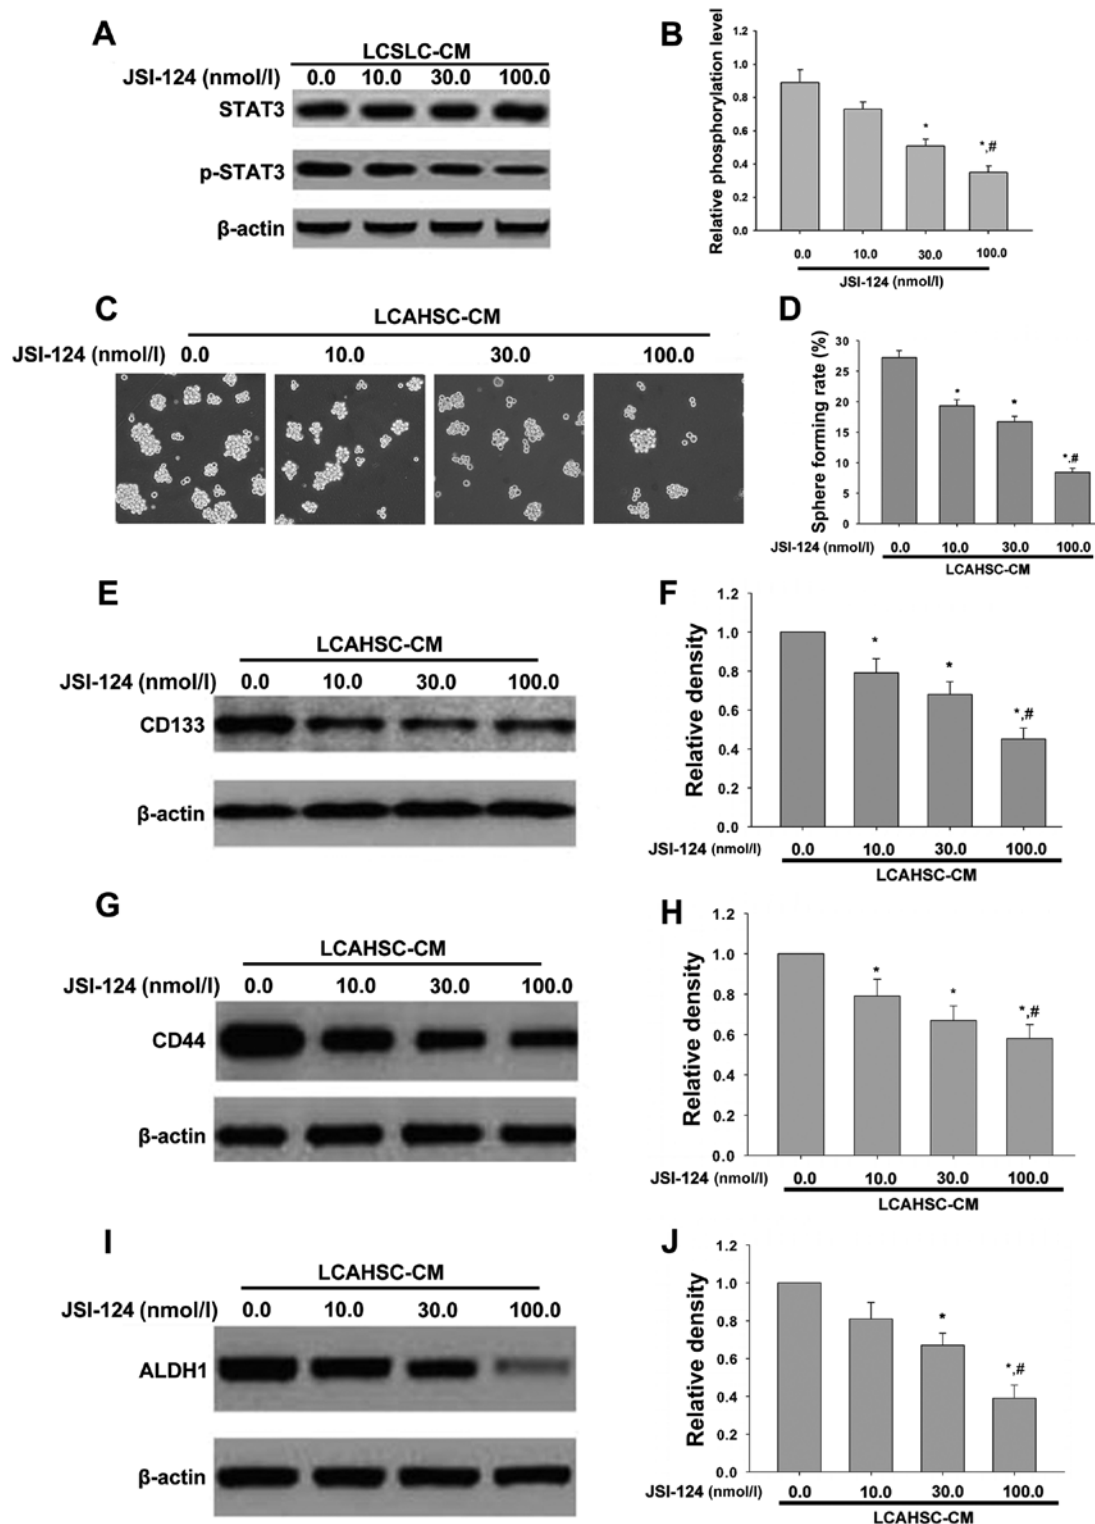 A
LCSLC-CM
JSI-124 (nmol/l) 0.0 10.0 30.0 100.0
STAT3
p-STAT3
β-actin
B
Relative phosphorylation level
1.2
1.0
0.8
0.6
0.4
0.2
0.0
*
*,#
0.0 10.0 30.0 100.0
JSI-124 (nmol/l)
C
LCAHSC-CM
JSI-124 (nmol/l) 0.0 10.0 30.0 100.0
D
Sphere forming rate (%)
30
25
20
15
10
5
0
*
*
*,#
JSI-124 (nmol/l) 0.0 10.0 30.0 100.0
LCAHSC-CM
E
LCAHSC-CM
JSI-124 (nmol/l) 0.0 10.0 30.0 100.0
CD133
β-actin
F
Relative density
1.2
1.0
0.8
0.6
0.4
0.2
0.0
*
*
*,#
JSI-124 (nmol/l) 0.0 10.0 30.0 100.0
LCAHSC-CM
G
LCAHSC-CM
JSI-124 (nmol/l) 0.0 10.0 30.0 100.0
CD44
β-actin
H
Relative density
1.2
1.0
0.8
0.6
0.4
0.2
0.0
*
*
*,#
JSI-124 (nmol/l) 0.0 10.0 30.0 100.0
LCAHSC-CM
I
LCAHSC-CM
JSI-124 (nmol/l) 0.0 10.0 30.0 100.0
ALDH1
β-actin
J
Relative density
1.2
1.0
0.8
0.6
0.4
0.2
0.0
*
*,#
JSI-124 (nmol/l) 0.0 10.0 30.0 100.0
LCAHSC-CM